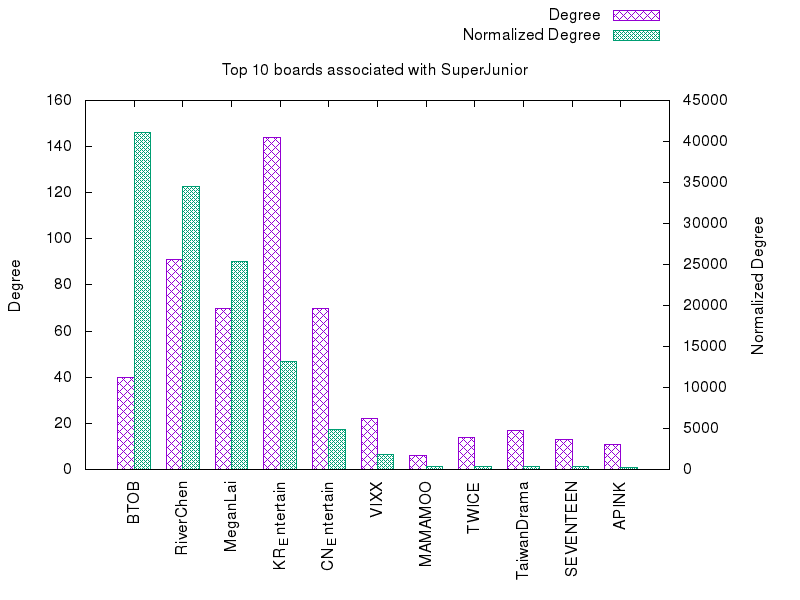 Degree
Normalized Degree
Top 10 boards associated with SuperJunior
160
140
120
100
80
60
40
20
0
45000
40000
35000
30000
25000
20000
15000
10000
5000
0
Degree
Normalized Degree
BTOB
RiverChen
MeganLai
KREntertain
CNEntertain
VIXX
MAMAMOO
TWICE
TaiwanDrama
SEVENTEEN
APINK